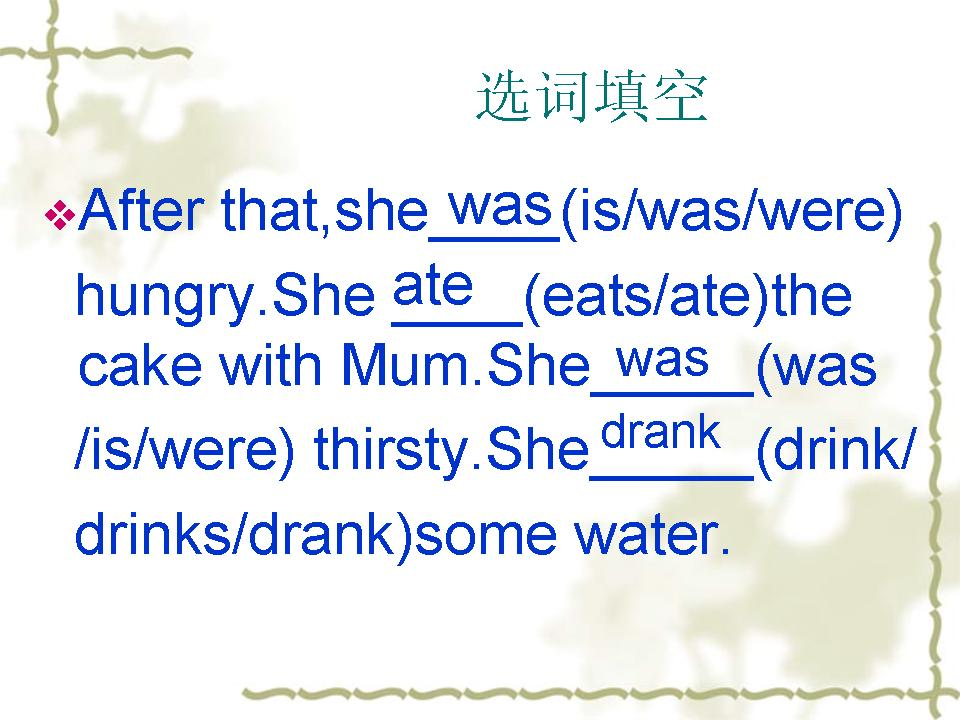 选词填空
❖After that,she was(is/was/were)
hungry.She ate(eats/ate)the
cake with Mum.She was(was
/is/were) thirsty.She drank(drink/
drinks/drank)some water.